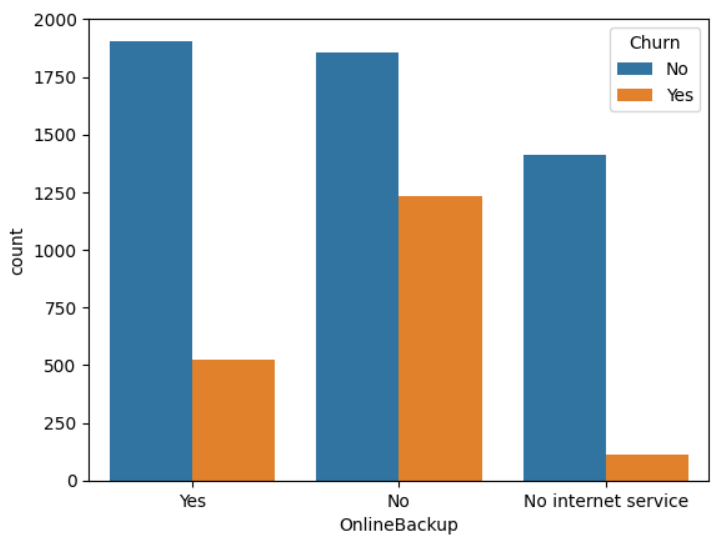 2000
1750
1500
1250
1000
750
500
250
0
count
Churn
No
Yes
Yes
No
No internet service
OnlineBackup